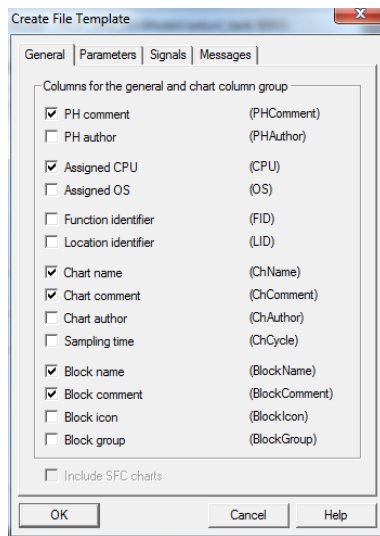 Create File Template
General Parameters Signals Messages
Columns for the general and chart column group
PH comment (PHComment)
PH author (PHAuthor)
Assigned CPU (CPU)
Assigned OS (OS)
Function identifier (FID)
Location identifier (LID)
Chart name (ChName)
Chart comment (ChComment)
Chart author (ChAuthor)
Sampling time (ChCycle)
Block name (BlockName)
Block comment (BlockComment)
Block icon (BlockIcon)
Block group (BlockGroup)
Include SFC charts
OK Cancel Help